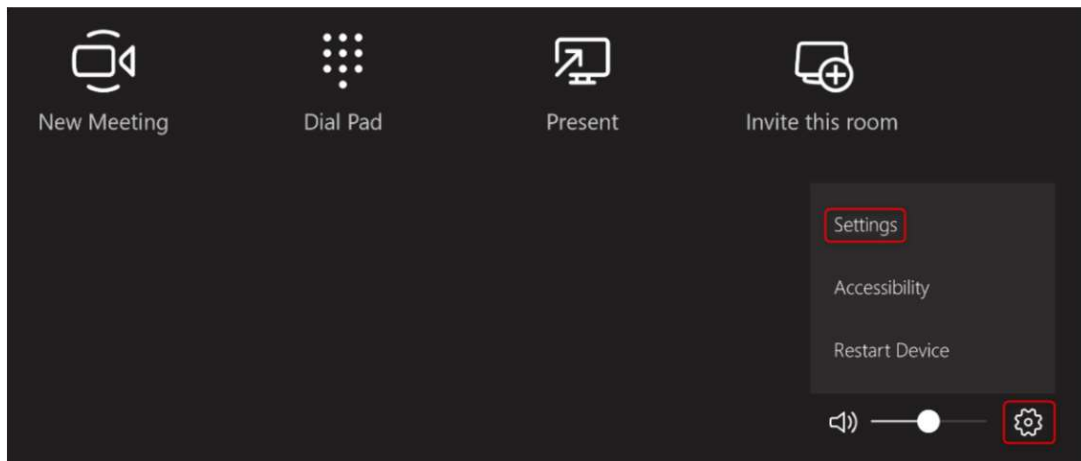 New Meeting
Dial Pad
Present
Invite this room
Settings
Accessibility
Restart Device